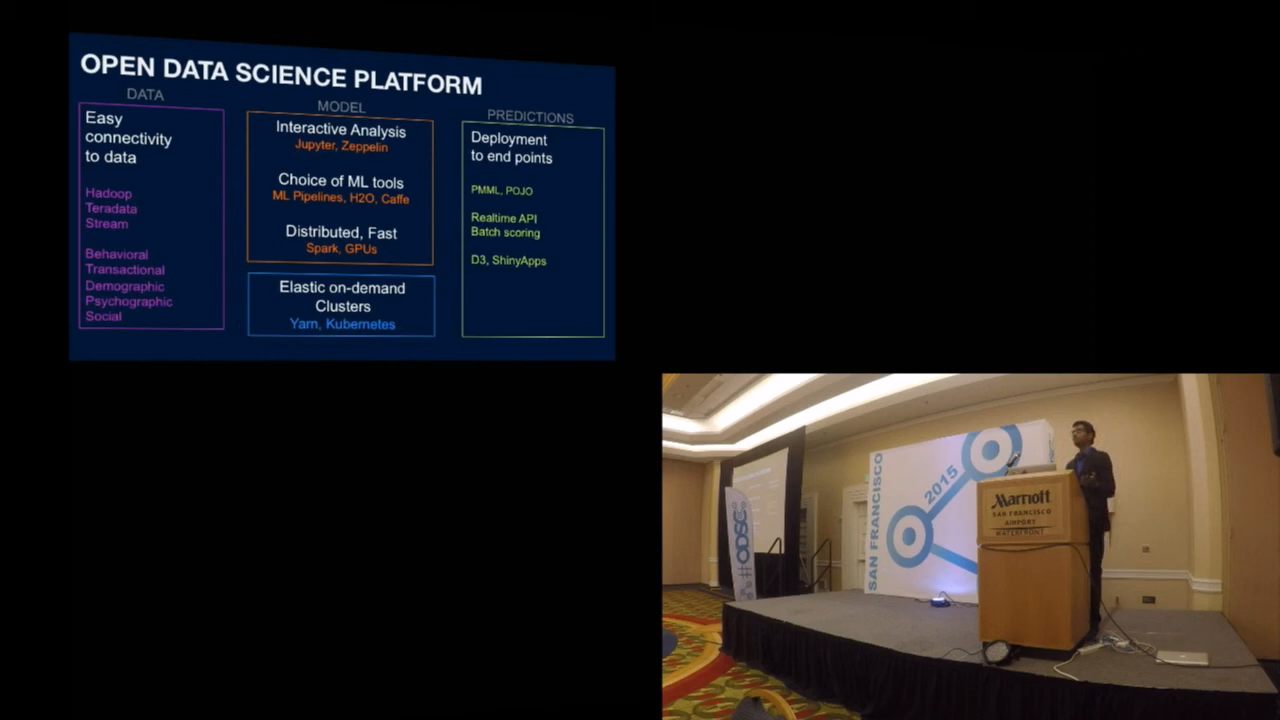 OPEN DATA SCIENCE PLATFORM
DATA
Easy
connectivity
to data
Hadoop
Teradata
Stream
Behavioral
Transactional
Demographic
Psychographic
Social
MODEL
Interactive Analysis
Jupyter, Zeppelin
Choice of ML tools
ML Pipelines, H2O, Caffe
Distributed, Fast
Spark, GPUs
Elastic on-demand
Clusters
Yarn, Kubernetes
PREDICTIONS
Deployment
to end points
PMML, POJO
Realtime API
Batch scoring
D3, ShinyApps
#ODSC
SAN FRANCISCO
2015
Marriott
SAN FRANCISCO
AIRPORT
WATERFRONT